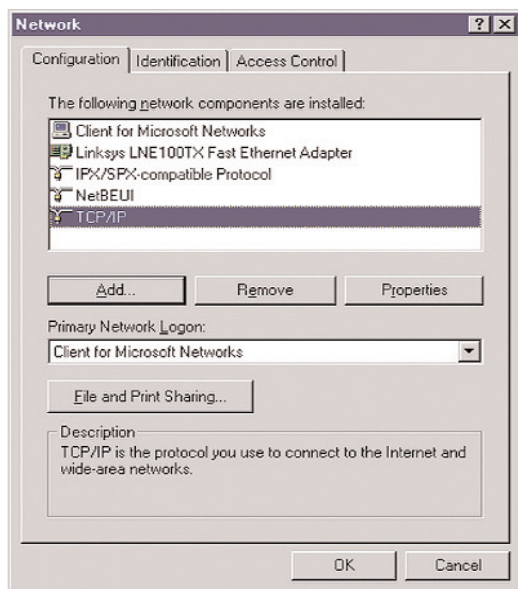 Network
?
Configuration Identification Access Control
The following network components are installed:
Client for Microsoft Networks
Linksys LNE100TX Fast Ethernet Adapter
IPX/SPX-compatible Protocol
NetBEUI
TCP/IP
Add... Remove Properties
Primary Network Logon:
Client for Microsoft Networks
File and Print Sharing...
Description
TCP/IP is the protocol you use to connect to the Internet and
wide-area networks.
OK Cancel